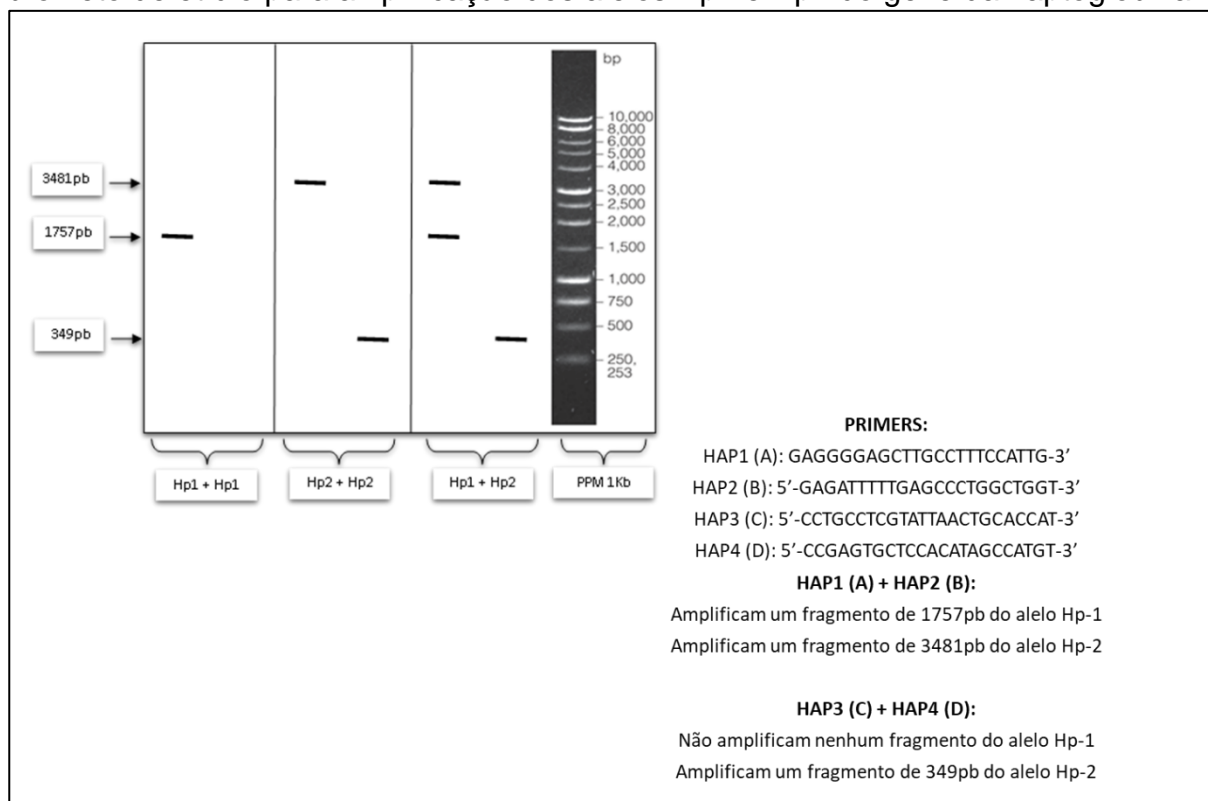 bp
10,000
8,000
6,000
5,000
4,000
3,000
2,500
2,000
1,500
1,000
750
500
250,
253
3481pb
1757pb
349pb
Hp1 + Hp1
Hp2 + Hp2
Hp1 + Hp2
PPM 1Kb
PRIMERS:
HAP1 (A): GAGGGGAGCTTGCCTTTCCATTG-3’
HAP2 (B): 5’-GAGATTTTTGAGCCCTGGCTGGT-3’
HAP3 (C): 5’-CCTGCCTCGTATTAACTGCACCAT-3’
HAP4 (D): 5’-CCGAGTGCTCCACATAGCCATGT-3’
HAP1 (A) + HAP2 (B):
Amplificam um fragmento de 1757pb do alelo Hp-1
Amplificam um fragmento de 3481pb do alelo Hp-2
HAP3 (C) + HAP4 (D):
Não amplificam nenhum fragmento do alelo Hp-1
Amplificam um fragmento de 349pb do alelo Hp-2